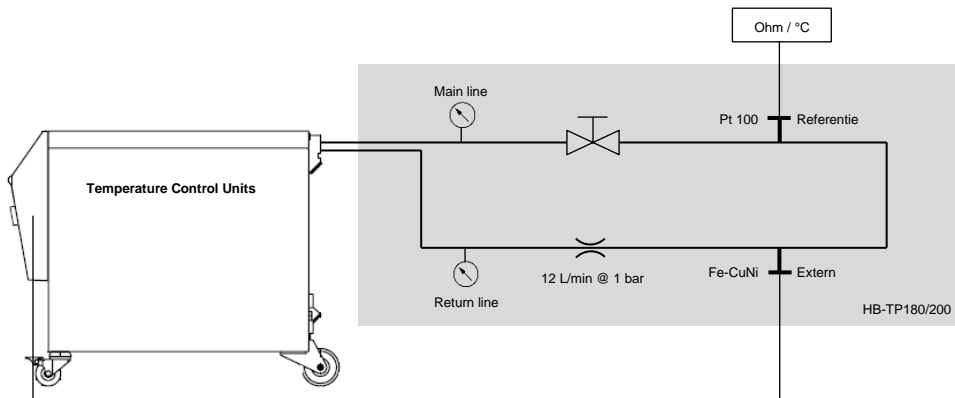 Ohm / °C
Main line
Pt 100 Referentie
Temperature Control Units
12 L/min @ 1 bar
Fe-CuNi Extern
Return line
HB-TP180/200